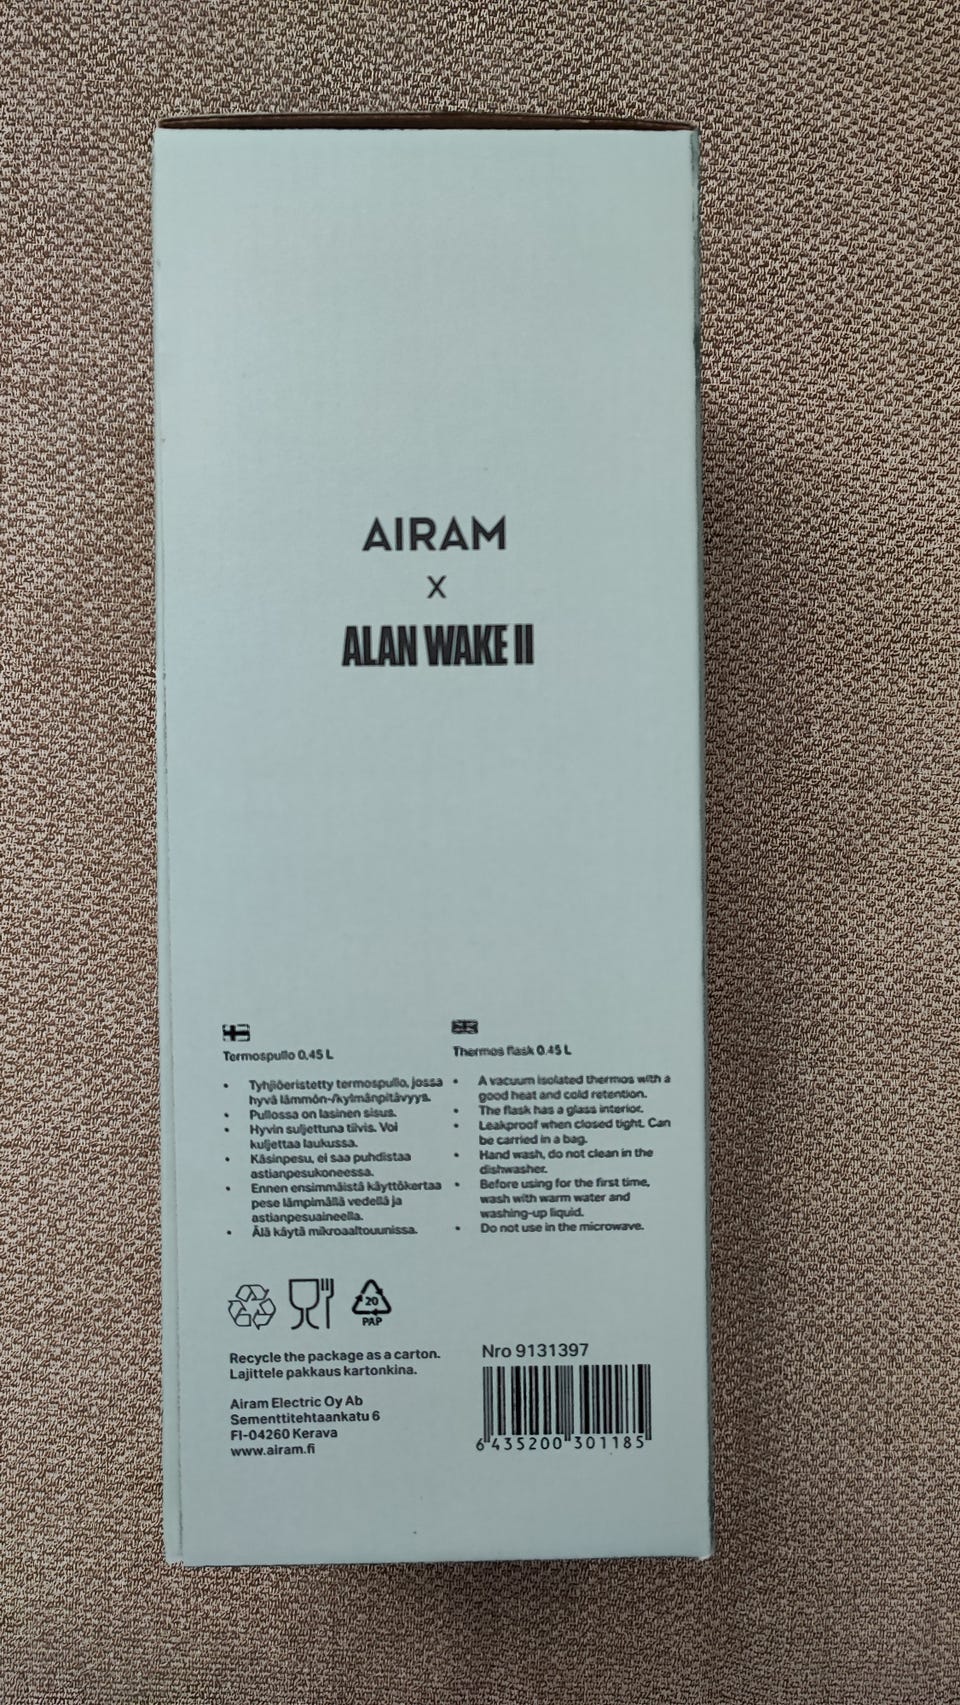 AIRAM
X
ALAN WAKE II
Termospullo 0,45 L
• Tyhjiöeristetty termospullo, jossa
hyvä lämmön-/kylmänpitävyys.
• Pullossa on lasinen sisus.
• Hyvin suljettuna tiivis. Voi
kuljettaa laukussa.
• Käsinpesu, ei saa puhdistaa
astianpesukoneessa.
• Ennen ensimmäistä käyttökertaa
pese lämpimällä vedellä ja
astianpesuaineella.
• Älä käytä mikroaaltouunissa.
Thermos flask 0.45 L
• A vacuum isolated thermos with a
good heat and cold retention.
• The flask has a glass interior.
• Leakproof when closed tight. Can
be carried in a bag.
• Hand wash, do not clean in the
dishwasher.
• Before using for the first time,
wash with warm water and
washing-up liquid.
• Do not use in the microwave.
20
PAP
Recycle the package as a carton.
Lajittele pakkaus kartonkina.
Airam Electric Oy Ab
Sementtitehtaankatu 6
FI-04260 Kerava
www.airam.fi
Nro 9131397
6 435200 301185